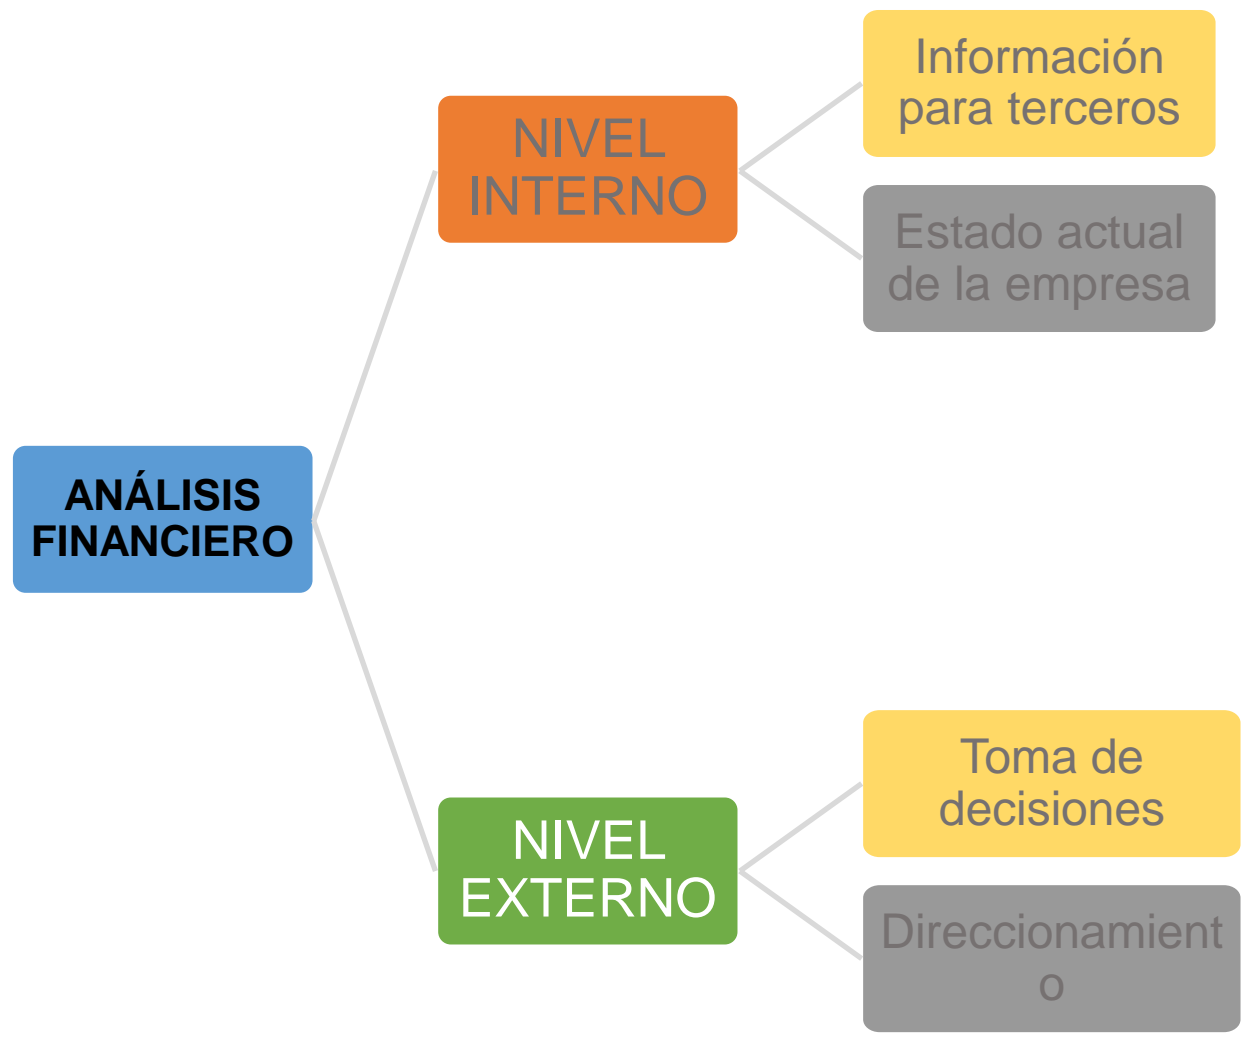 Información
para terceros
NIVEL
INTERNO
Estado actual
de la empresa
ANÁLISIS
FINANCIERO
Toma de
decisiones
NIVEL
EXTERNO
Direccionamient
o